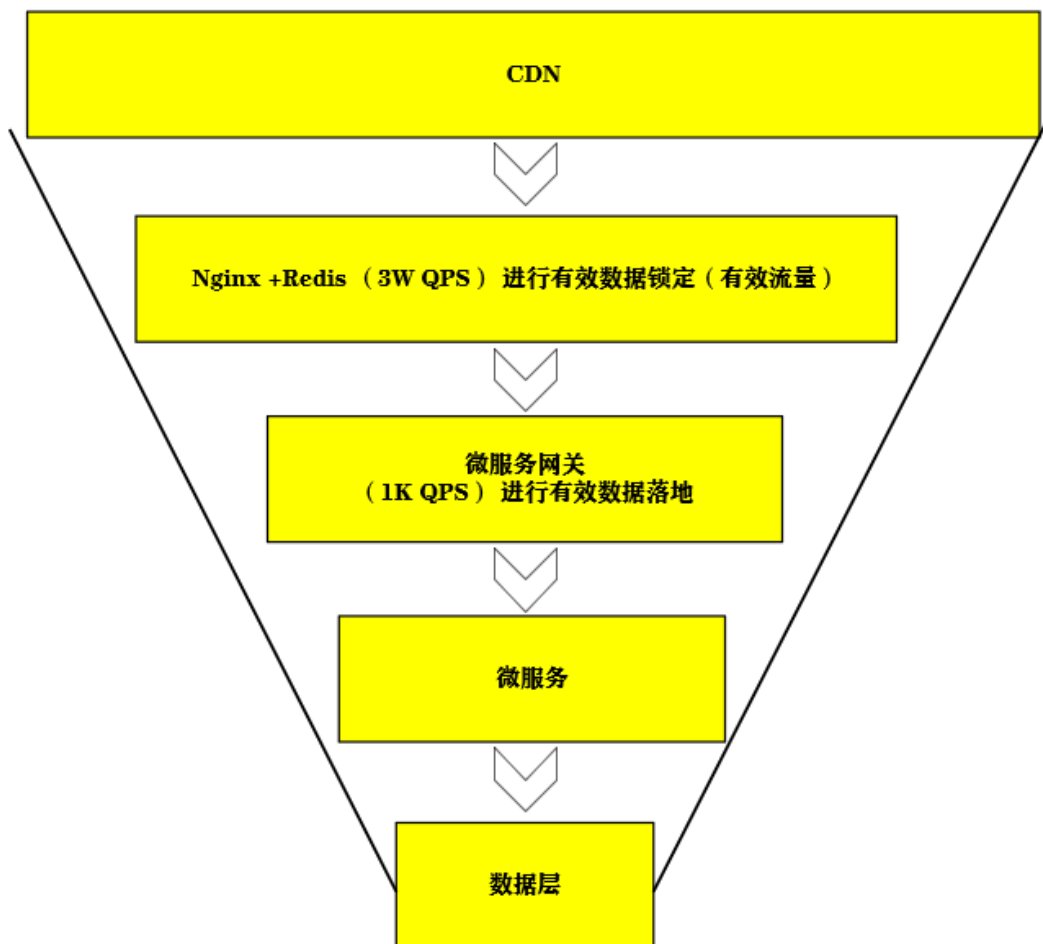 CDN
Nginx +Redis （3W QPS） 进行有效数据锁定（有效流量）
微服务网关
（1K QPS） 进行有效数据落地
微服务
数据层